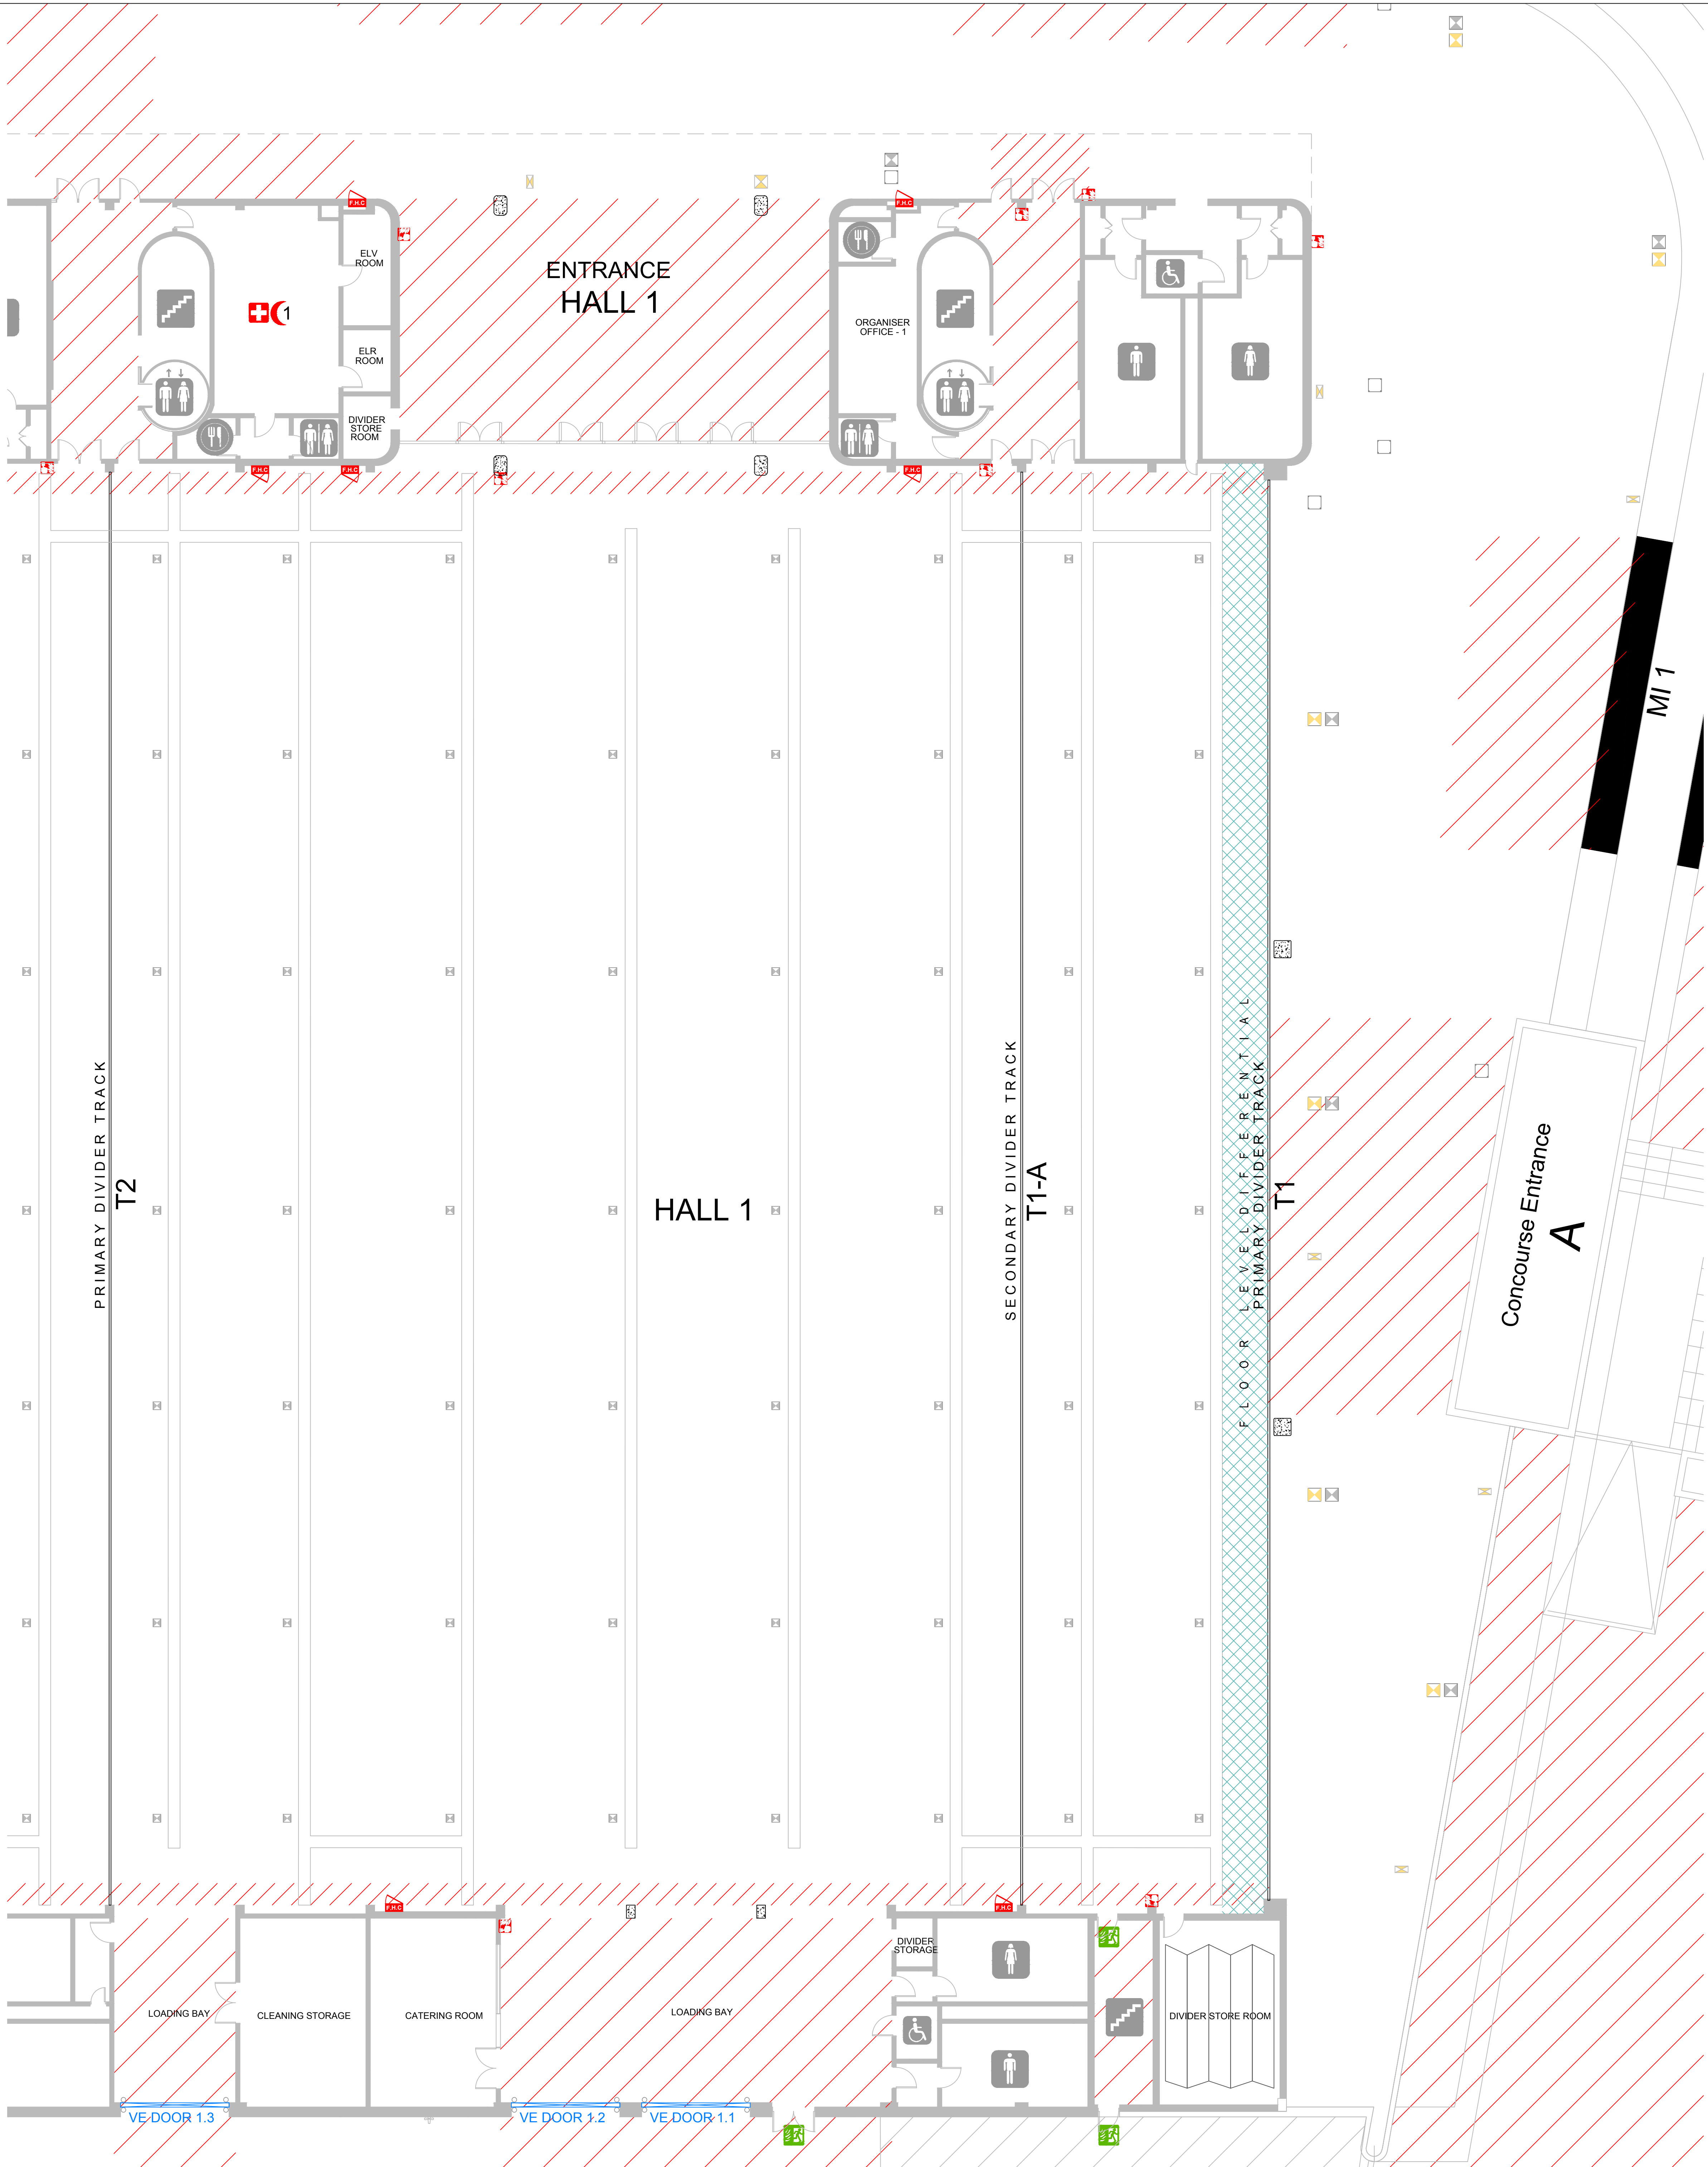 F.H.C
F.H.C
ELV
ROOM
ENTRANCE
HALL 1
1
ORGANISER
OFFICE - 1
ELR
ROOM
DIVIDER
STORE
ROOM
F.H.C
F.H.C
F.H.C
MI 1
PRIMARY DIVIDER TRACK
T2
HALL 1
SECONDARY DIVIDER TRACK
T1-A
FLOOR LEVEL DIFFERENTIAL
PRIMARY DIVIDER TRACK
T1
Concourse Entrance
A
F.H.C
F.H.C
DIVIDER
STORAGE
LOADING BAY
CLEANING STORAGE
CATERING ROOM
LOADING BAY
DIVIDER STORE ROOM
VE DOOR 1.3
VE DOOR 1.2
VE DOOR 1.1